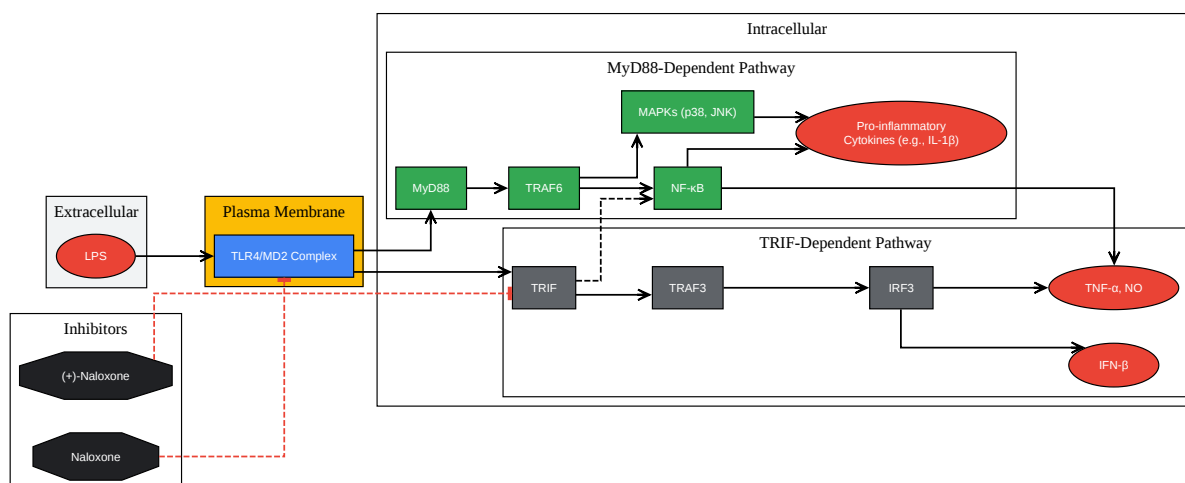 Intracellular
MyD88-Dependent Pathway
MAPKs (p38, JNK)
Pro-inflammatory
Cytokines (e.g., IL-1β)
MyD88
TRAF6
NF-κB
Extracellular
LPS
Plasma Membrane
TLR4/MD2 Complex
TRIF-Dependent Pathway
TRIF
TRAF3
IRF3
TNF-α, NO
IFN-β
Inhibitors
(+)-Naloxone
Naloxone